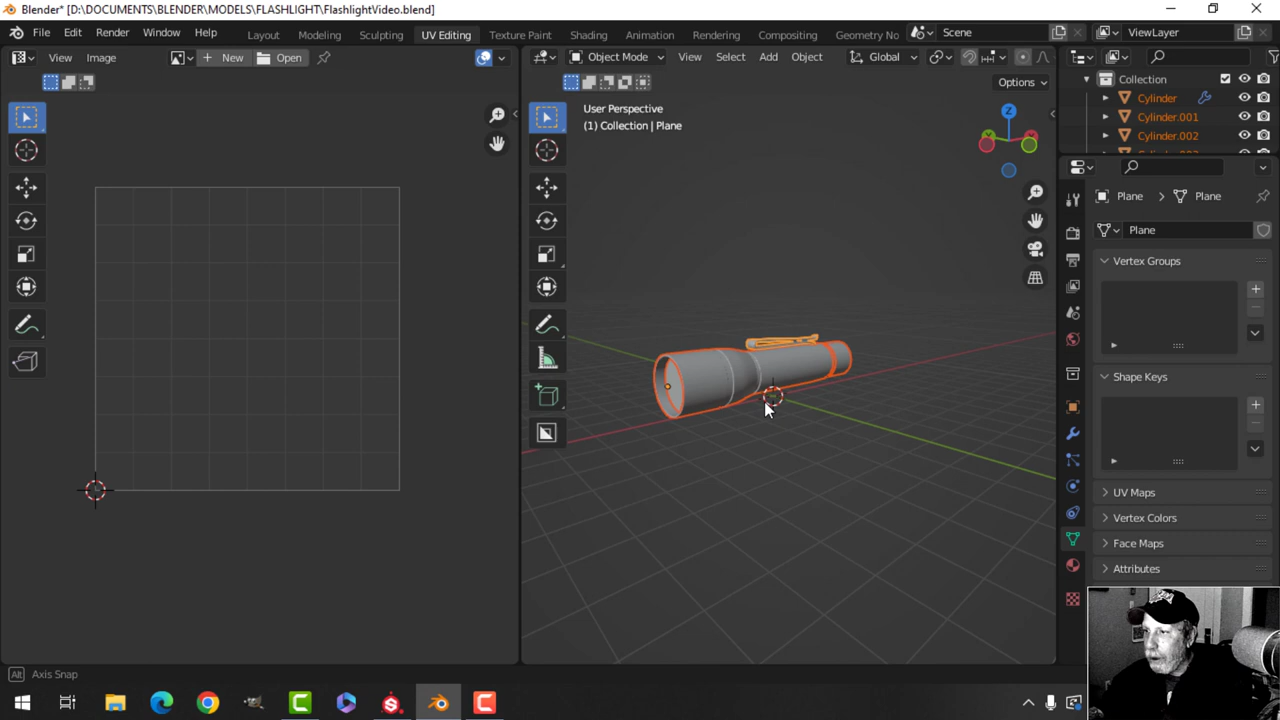 Blender* [D:\DOCUMENTS\BLENDER\MODELS\FLASHLIGHT\FlashlightVideo.blend]
File Edit Render Window Help Layout Modeling Sculpting UV Editing Texture Paint Shading Animation Rendering Compositing Geometry No Scene ViewLayer
View Image New Open Object Mode View Select Add Object Global
Options
Collection
Cylinder
Cylinder.001
Cylinder.002
User Perspective
(1) Collection | Plane
Z
Plane Plane
Plane
Vertex Groups
Shape Keys
UV Maps
Vertex Colors
Face Maps
Attributes
Alt Axis Snap